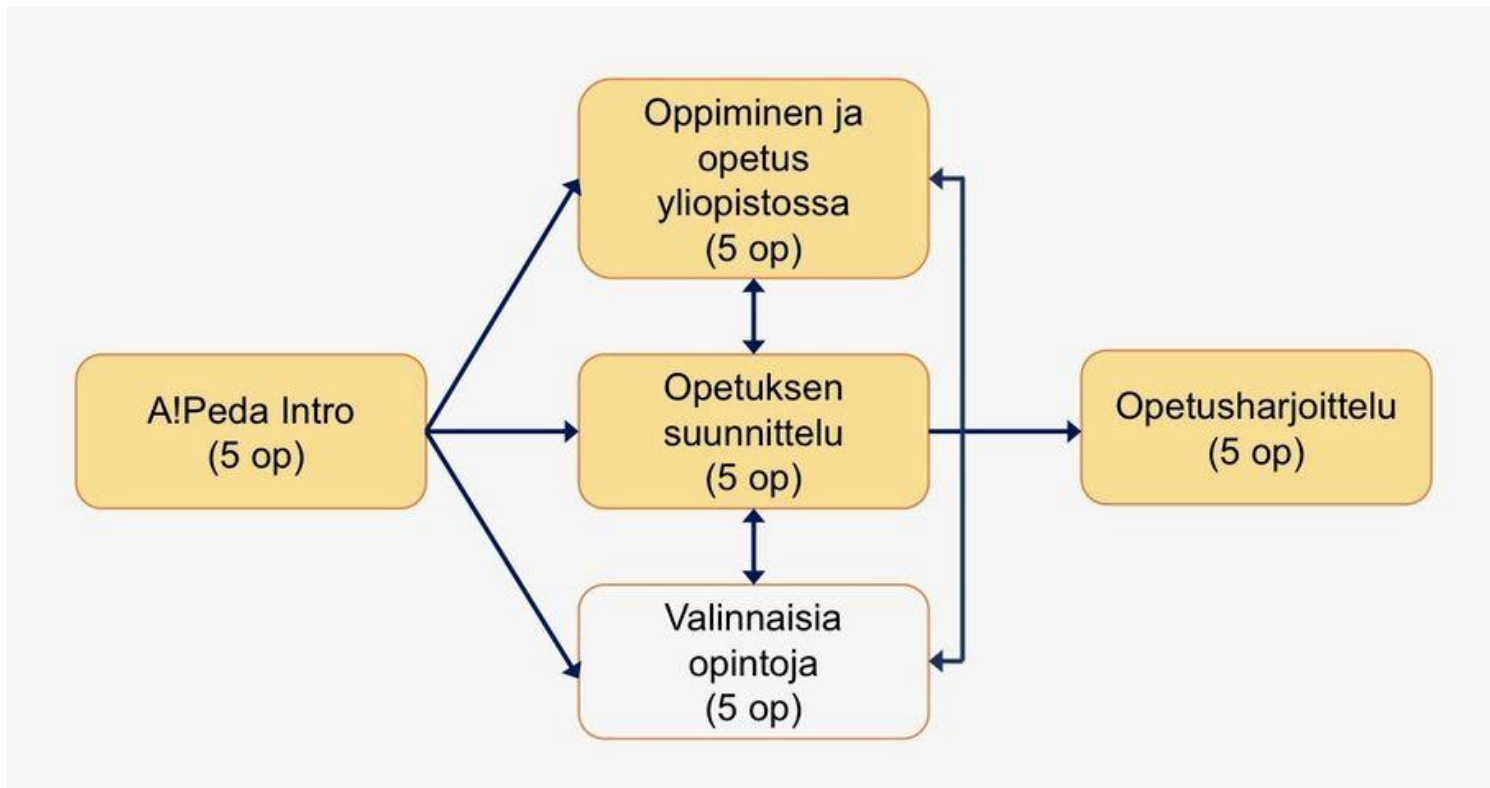 A!Peda Intro
(5 op)
Oppiminen ja
opetus
yliopistossa
(5 op)
Opetuksen
suunnittelu
(5 op)
Valinnaisia
opintoja
(5 op)
Opetusharjoittelu
(5 op)